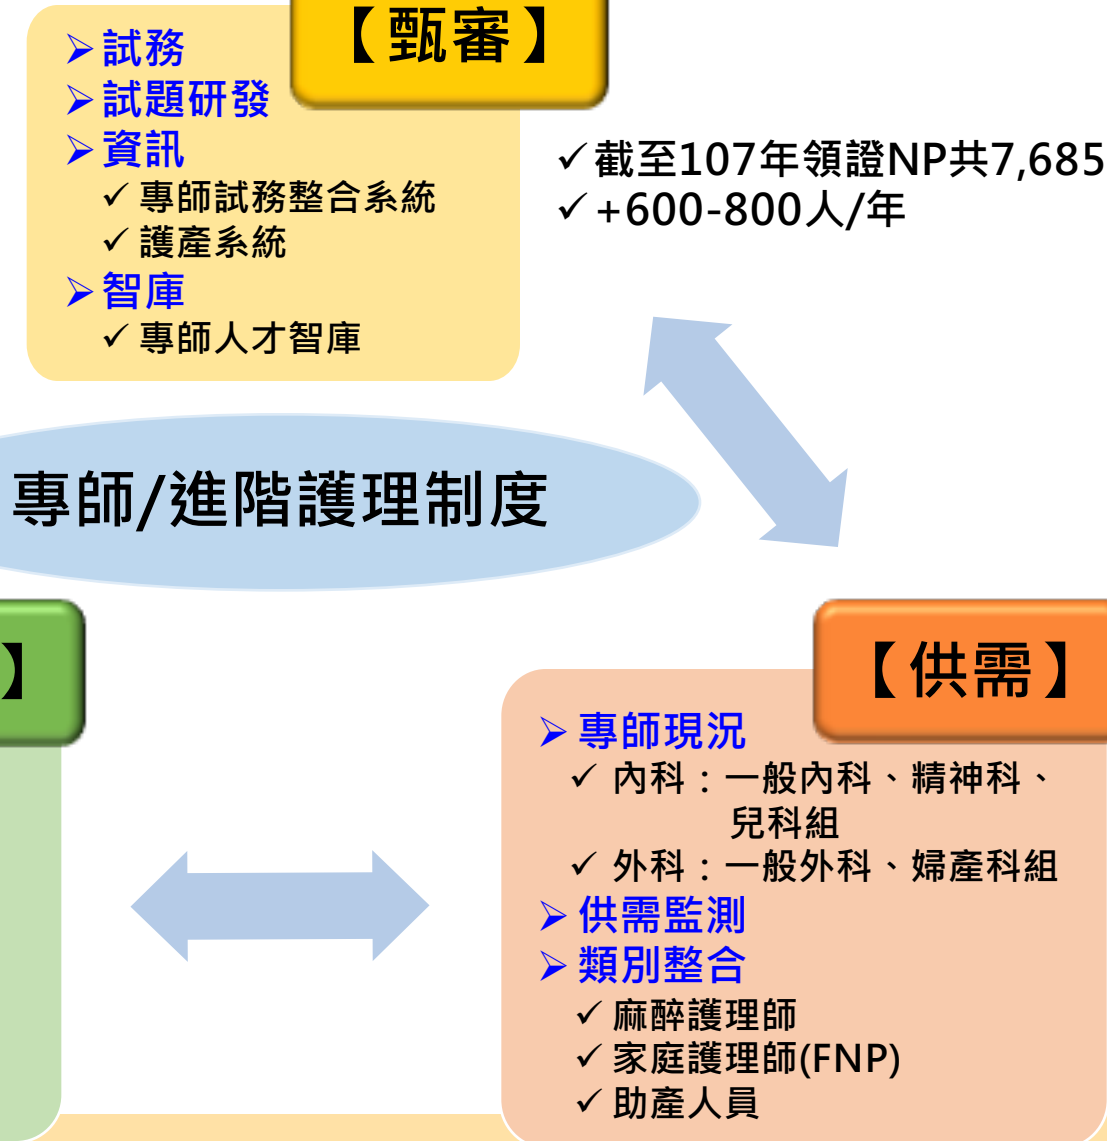 【甄審】
➢試務
➢試題研發
➢資訊
✓專師試務整合系統
✓護產系統
➢智庫
✓專師人才智庫
✓截至107年領證NP共7,685
✓+600-800人/年
專師/進階護理制度
】
【供需】
➢專師現況
✓內科：一般內科、精神科、
兒科組
✓外科：一般外科、婦產科組
➢供需監測
➢類別整合
✓麻醉護理師
✓家庭護理師(FNP)
✓助產人員